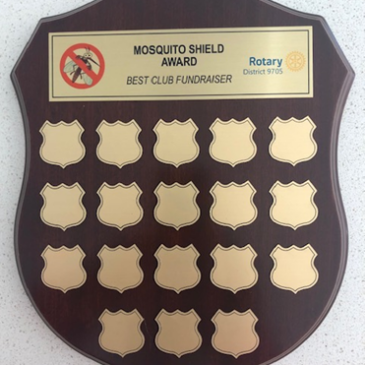 MOSQUITO SHIELD
AWARD
BEST CLUB FUNDRAISER
Rotary
District 9705